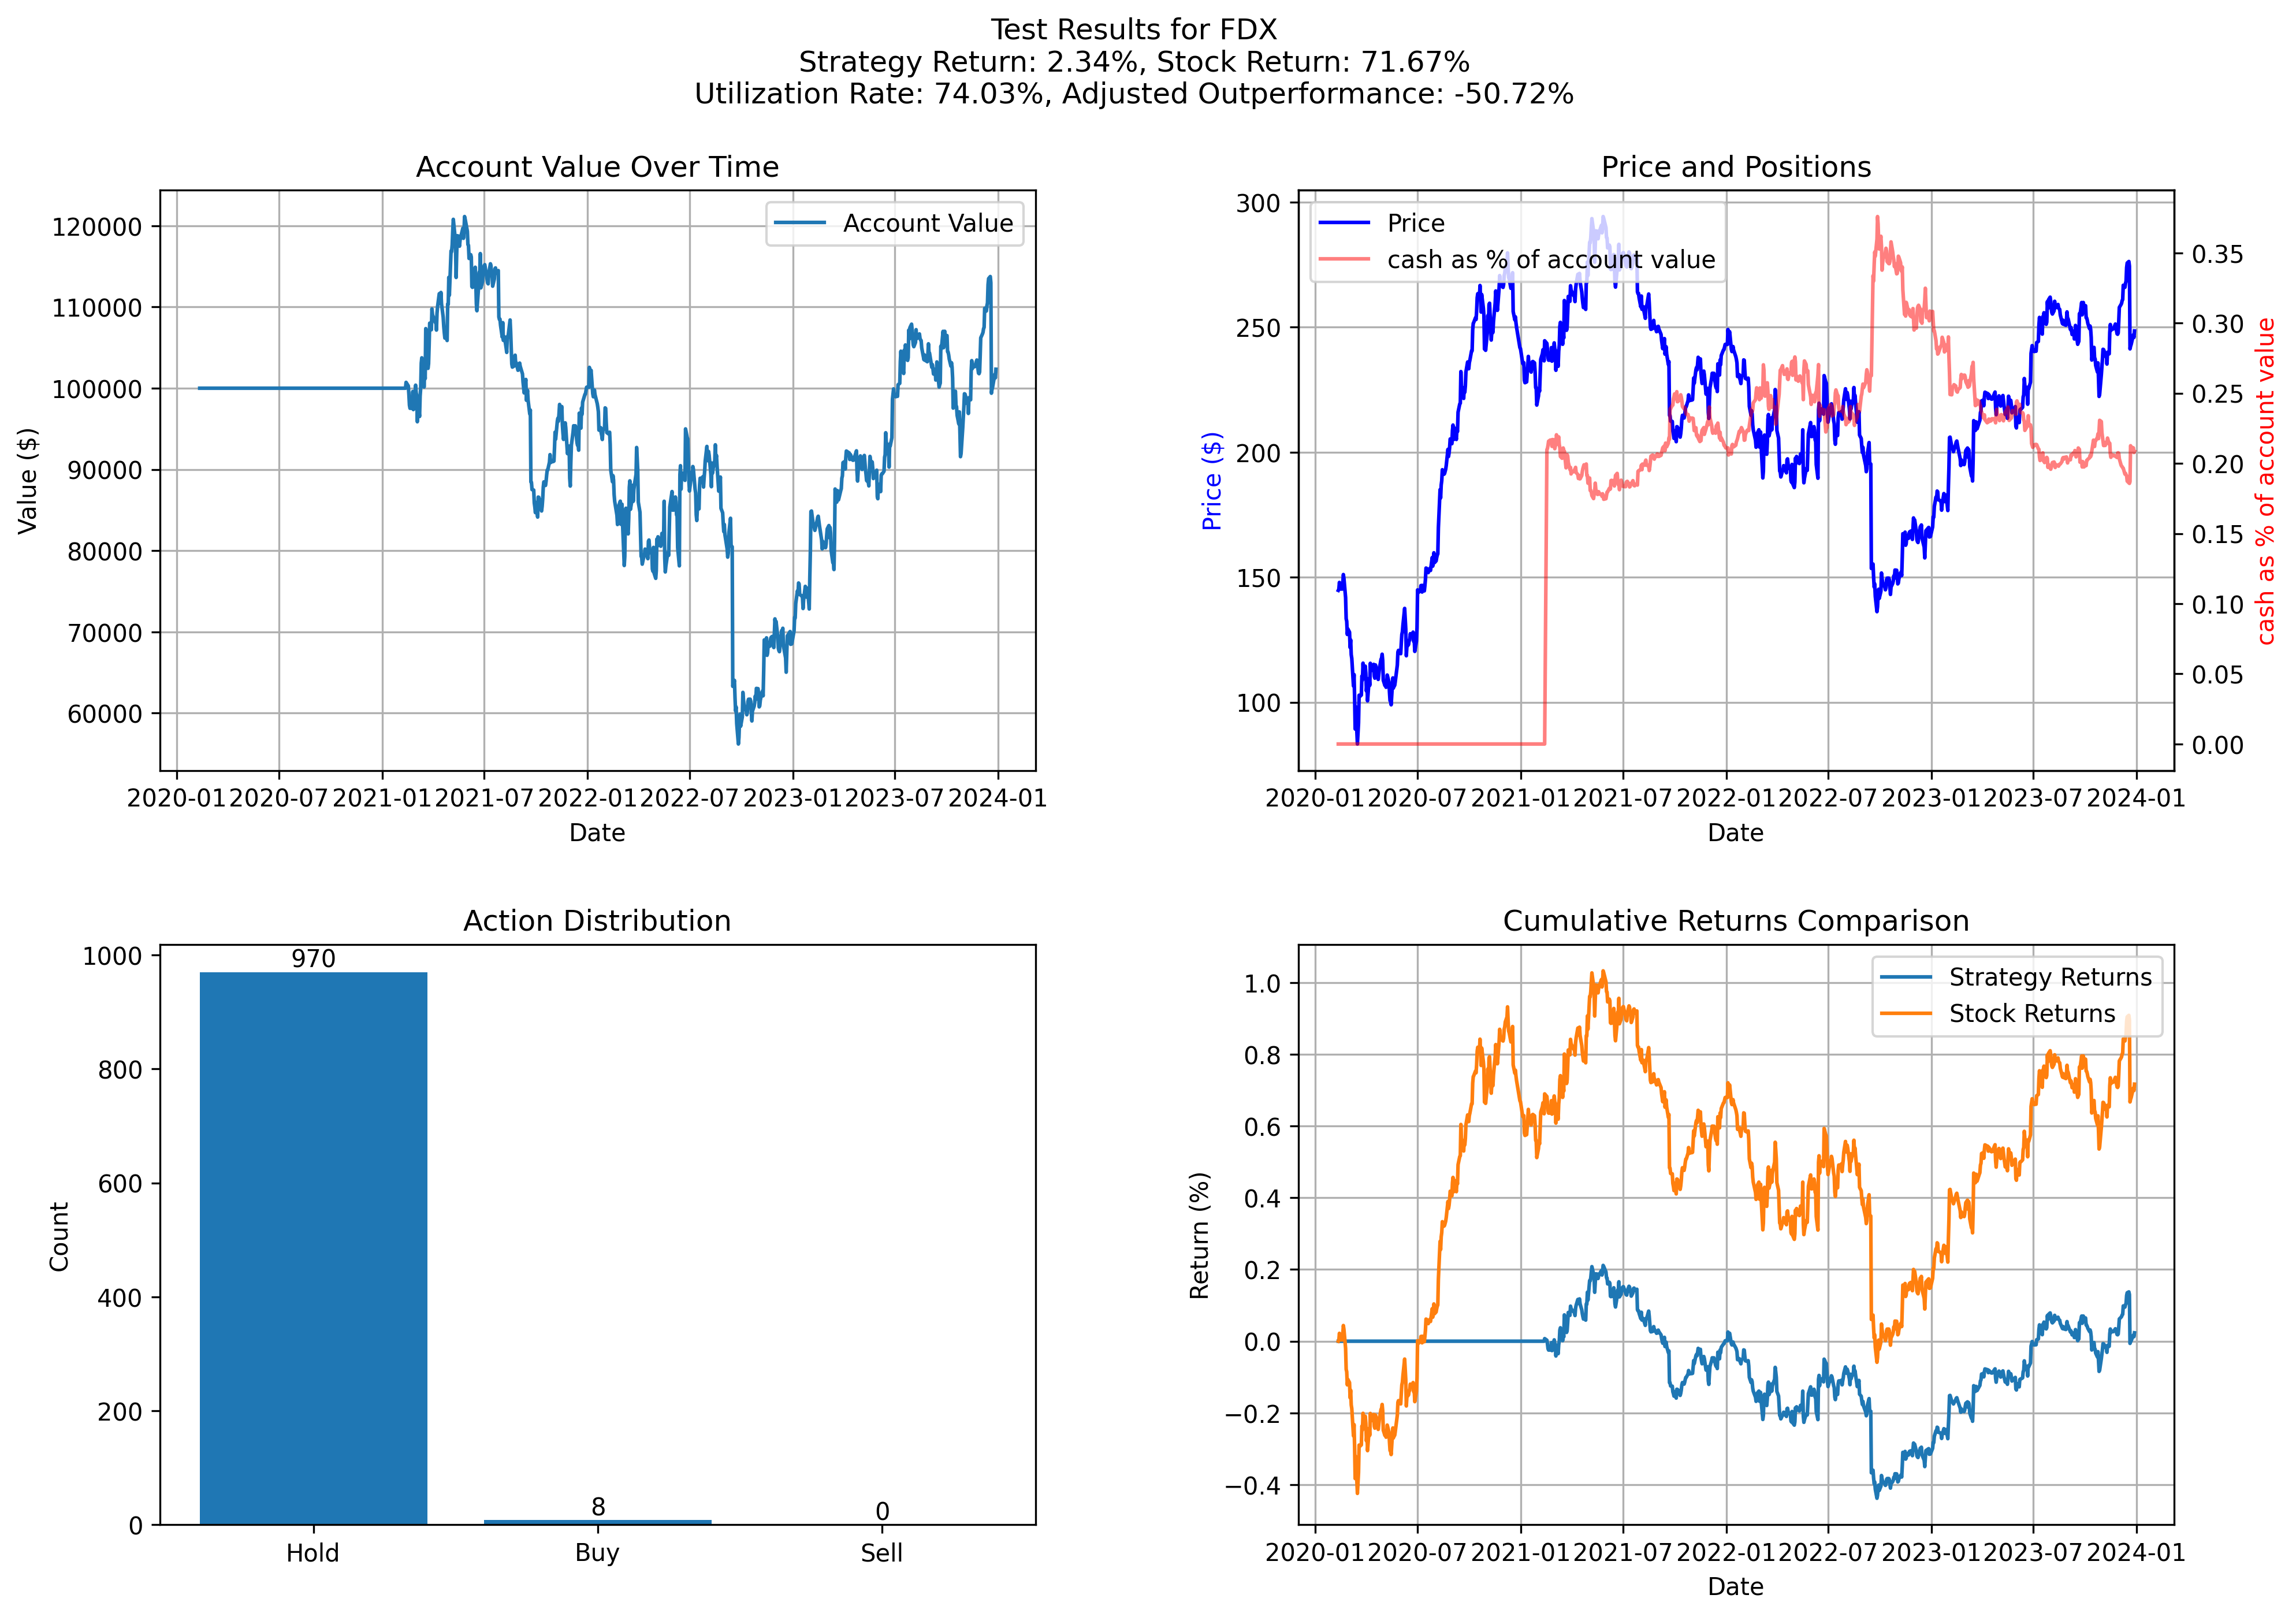 Test Results for FDX
Strategy Return: 2.34%, Stock Return: 71.67%
Utilization Rate: 74.03%, Adjusted Outperformance: -50.72%
Account Value Over Time
Account Value
120000
110000
100000
90000
80000
70000
60000
Value ($)
2020-01 2020-07 2021-01 2021-07 2022-01 2022-07 2023-01 2023-07 2024-01
Date
Price and Positions
Price
cash as % of account value
300
250
200
150
100
Price ($)
0.35
0.30
0.25
0.20
0.15
0.10
0.05
0.00
cash as % of account value
2020-01 2020-07 2021-01 2021-07 2022-01 2022-07 2023-01 2023-07 2024-01
Date
Action Distribution
1000
800
600
400
200
0
Count
970
8
0
Hold Buy Sell
Cumulative Returns Comparison
Strategy Returns
Stock Returns
1.0
0.8
0.6
0.4
0.2
0.0
−0.2
−0.4
Return (%)
2020-01 2020-07 2021-01 2021-07 2022-01 2022-07 2023-01 2023-07 2024-01
Date